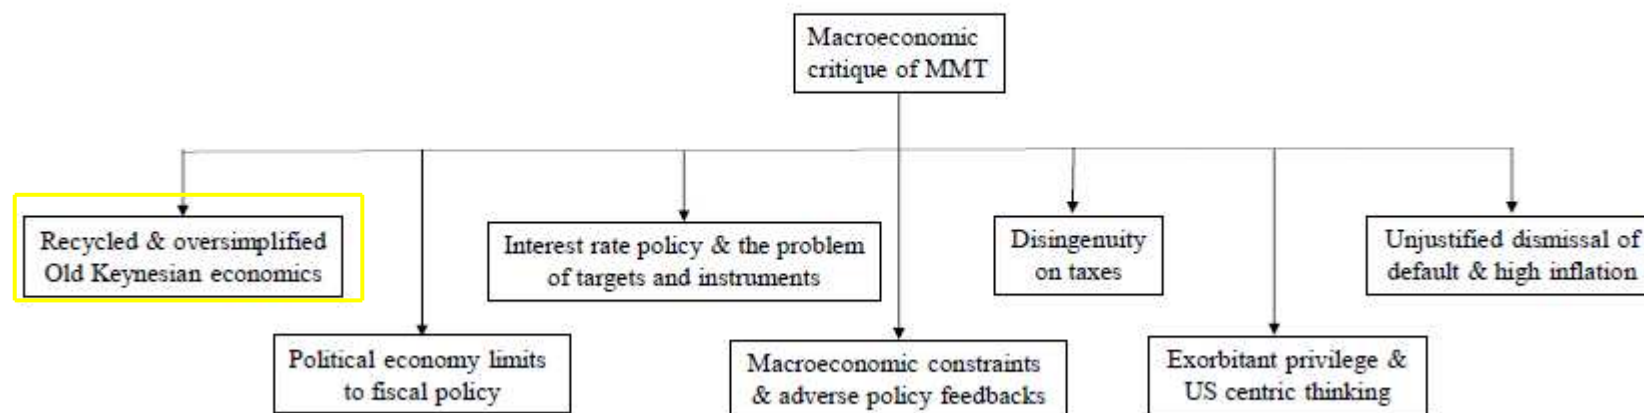 Macroeconomic
critique of MMT
Recycled & oversimplified
Old Keynesian economics
Interest rate policy & the problem
of targets and instruments
Disingenuity
on taxes
Unjustified dismissal of
default & high inflation
Political economy limits
to fiscal policy
Macroeconomic constraints
& adverse policy feedbacks
Exorbitant privilege &
US centric thinking